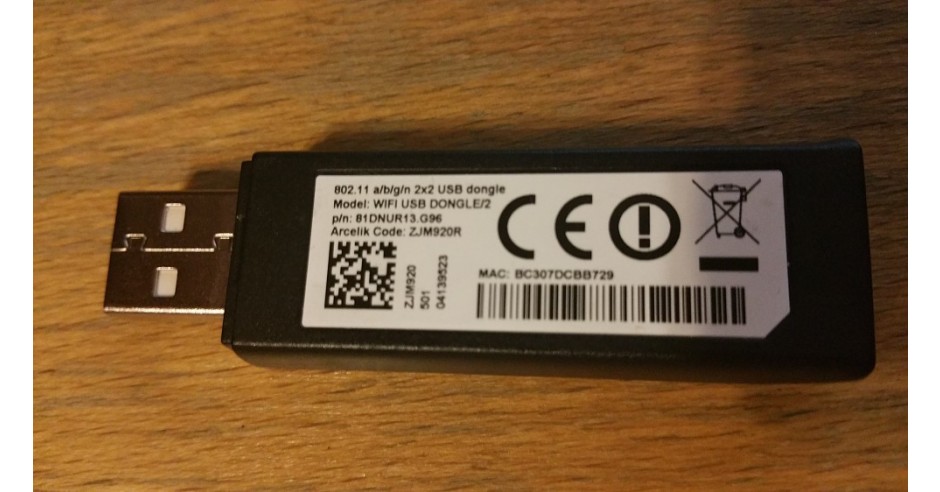 802.11 a/b/g/n 2x2 USB dongle
Model: WIFI USB DONGLE/2
p/n: 81DNUR13.G96
Arcelik Code: ZJM920R
CE
MAC: BC307DCBB729
ZJM920
501
04139523